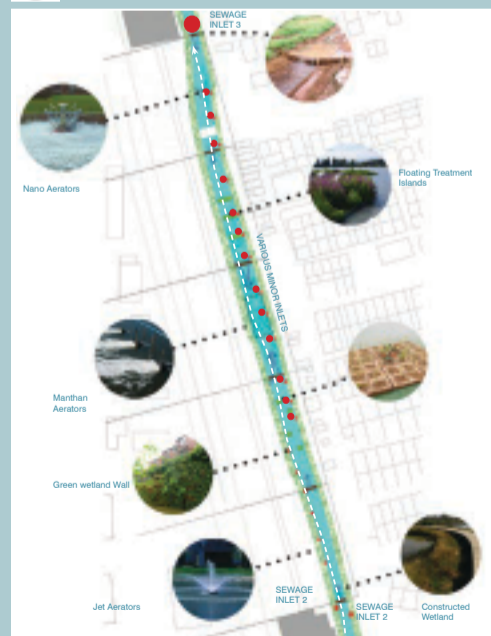 SEWAGE
INLET 3
Nano Aerators
Floating Treatment
Islands
VARIOUS MINOR INLETS
Manthan
Aerators
Green wetland Wall
Jet Aerators
SEWAGE
INLET 2
SEWAGE
INLET 2
Constructed
Wetland